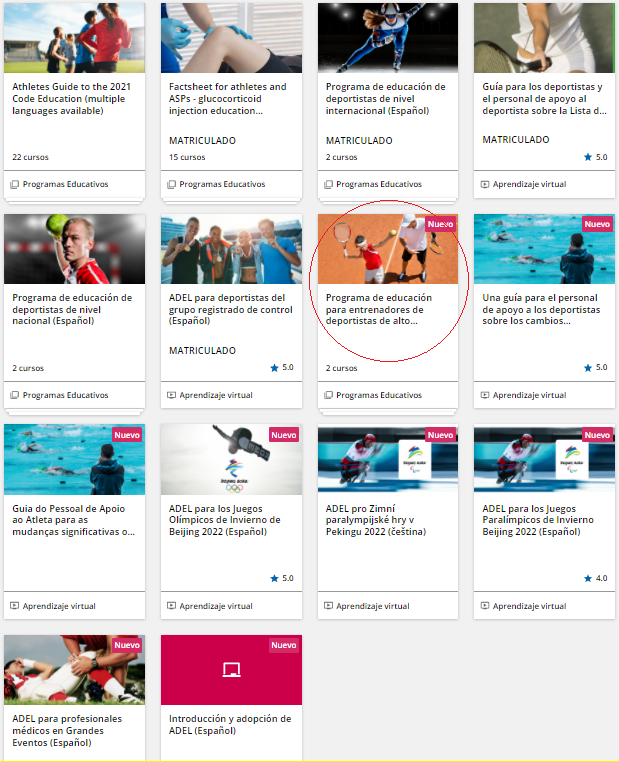 Athletes Guide to the 2021
Code Education (multiple
languages available)
22 cursos
Programas Educativos
Factsheet for athletes and
ASPs - glucocorticoid
injection education...
MATRICULADO
15 cursos
Programas Educativos
Programa de educación de
deportistas de nivel
internacional (Español)
MATRICULADO
2 cursos
Programas Educativos
Guía para los deportistas y
el personal de apoyo al
deportista sobre la Lista d...
MATRICULADO
5.0
Aprendizaje virtual
Programa de educación de
deportistas de nivel
nacional (Español)
2 cursos
Programas Educativos
ADEL para deportistas del
grupo registrado de control
(Español)
MATRICULADO
5.0
Aprendizaje virtual
Nuevo
Programa de educación
para entrenadores de
deportistas de alto...
2 cursos
Programas Educativos
Nuevo
Una guía para el personal
de apoyo a los deportistas
sobre los cambios...
5.0
Aprendizaje virtual
Nuevo
Guia do Pessoal de Apoio
ao Atleta para as
mudanças significativas o...
Aprendizaje virtual
Nuevo
ADEL para los Juegos
Olímpicos de Invierno de
Beijing 2022 (Español)
5.0
Aprendizaje virtual
Nuevo
ADEL pro Zimní
paralympijské hry v
Pekingu 2022 (čeština)
Aprendizaje virtual
Nuevo
ADEL para los Juegos
Paralímpicos de Invierno
Beijing 2022 (Español)
4.0
Aprendizaje virtual
Nuevo
ADEL para profesionales
médicos en Grandes
Eventos (Español)
Nuevo
Introducción y adopción de
ADEL (Español)